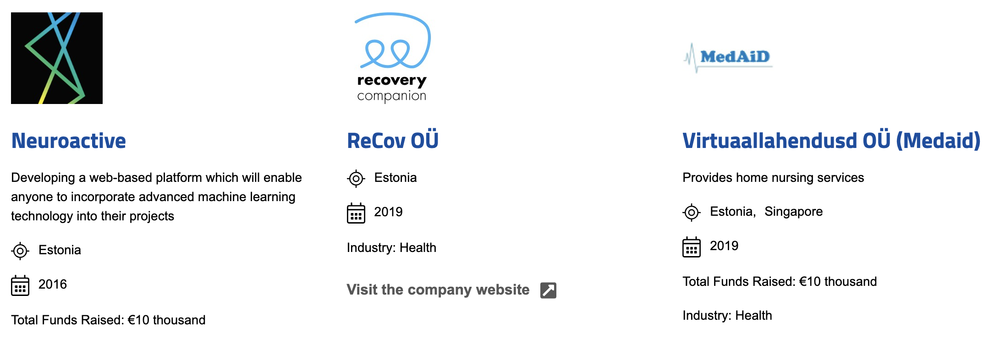 Neuroactive
Developing a web-based platform which will enable
anyone to incorporate advanced machine learning
technology into their projects
Estonia
2016
Total Funds Raised: €10 thousand
recovery
companion
ReCov OÜ
Estonia
2019
Industry: Health
Visit the company website
MedAiD
Virtuaallahendusd OÜ (Medaid)
Provides home nursing services
Estonia, Singapore
2019
Total Funds Raised: €10 thousand
Industry: Health